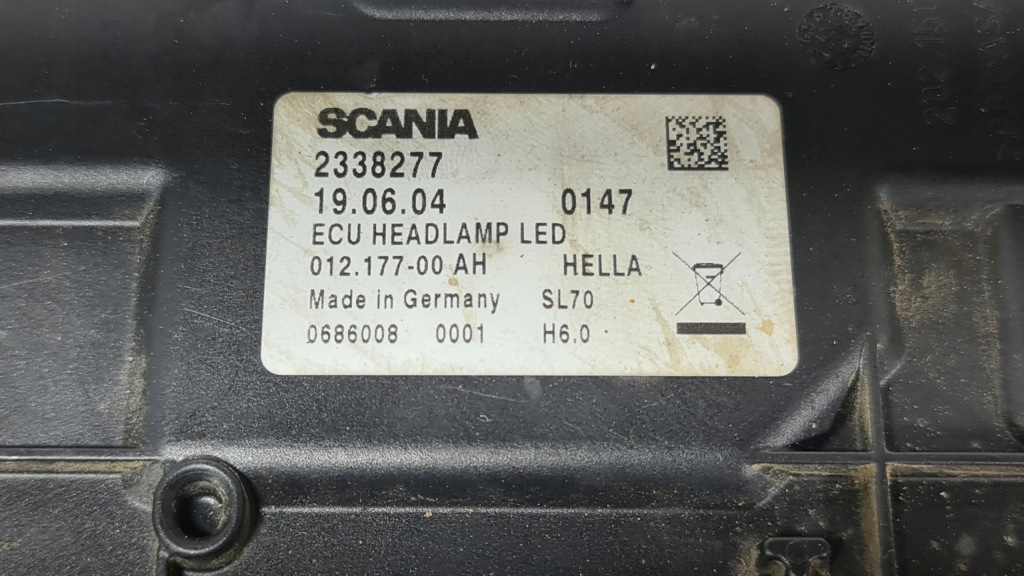 SCANIA
2338277
19.06.04 0147
ECU HEADLAMP LED
012.177-00 AH HELLA
Made in Germany SL70
0686008 0001 H6.0